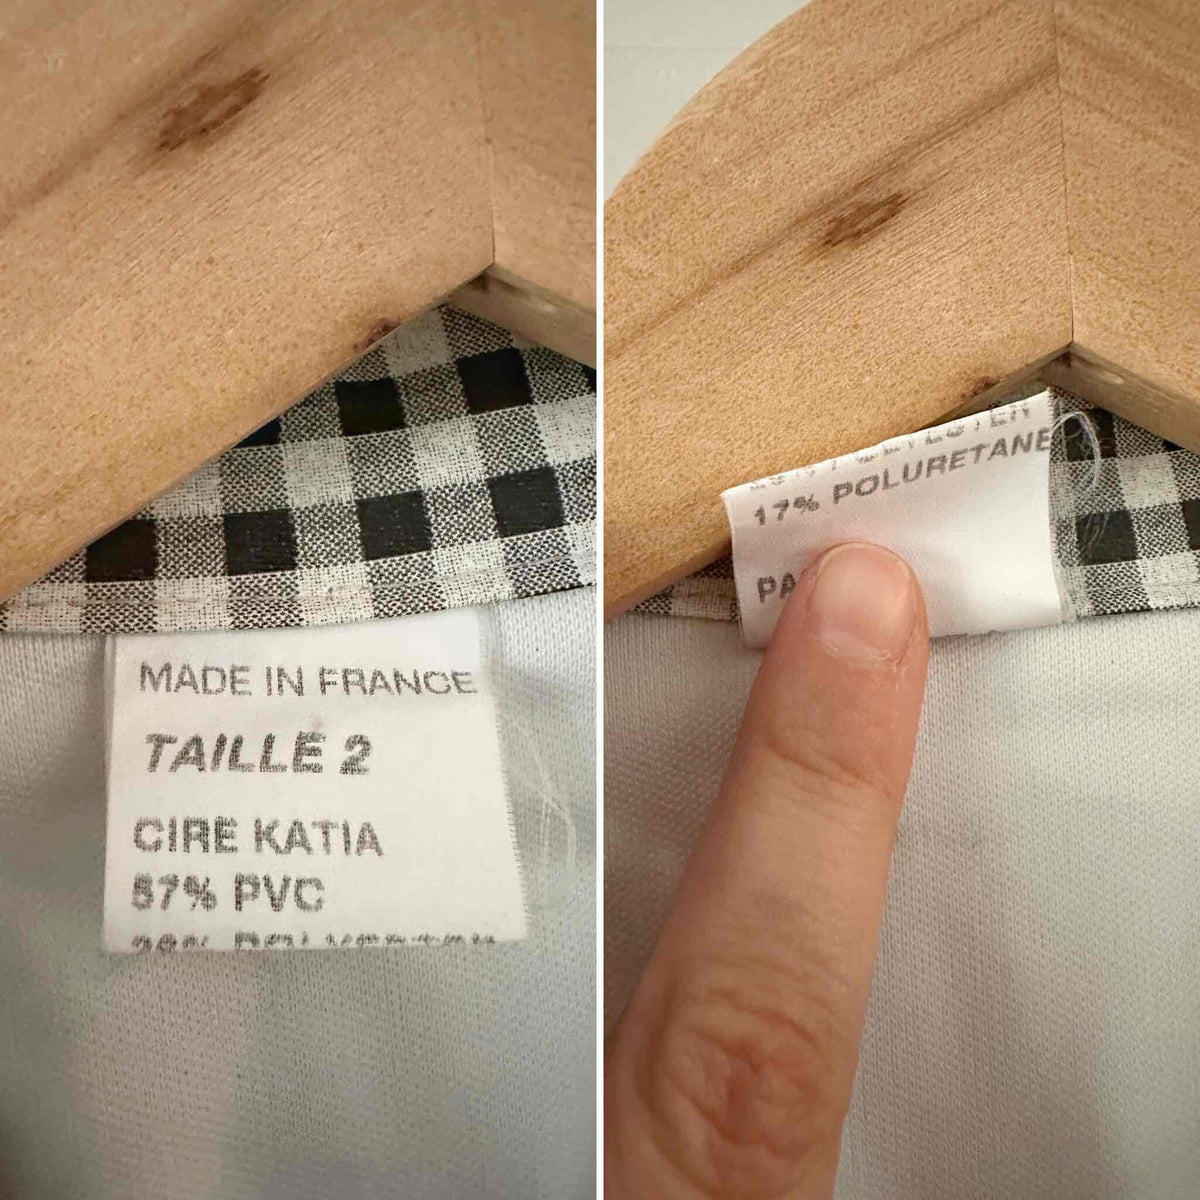 MADE IN FRANCE
TAILLE 2
CIRE KATIA
57% PVC
17% POLURETANE